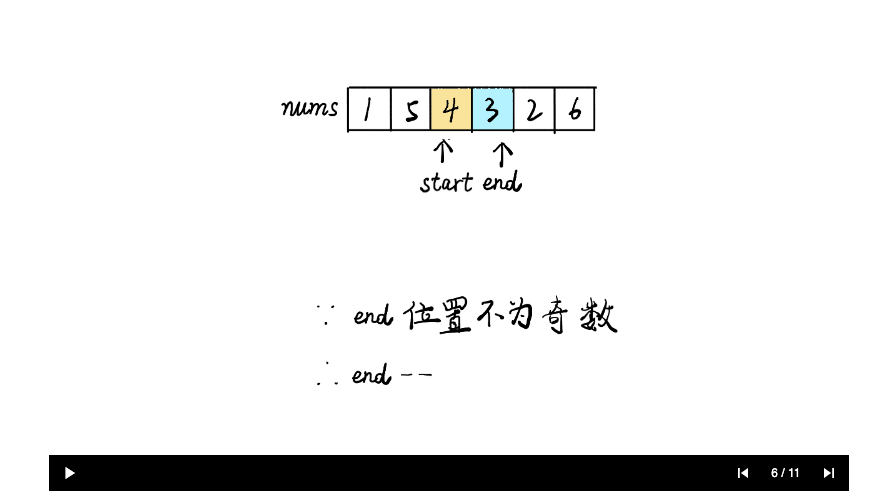 nums 1 5 4 3 2 6
↑ ↑
start end
∵ end 位置不为奇数
∴ end --
6 / 11